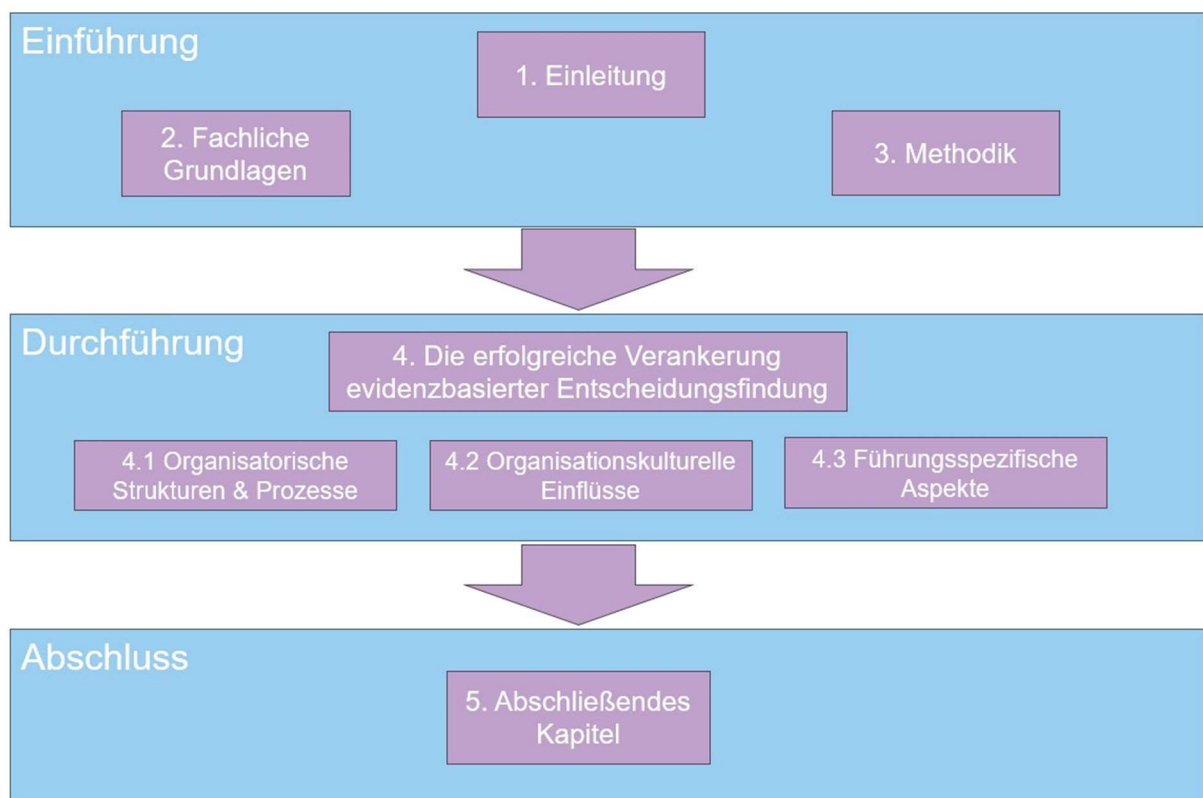 Einführung
1. Einleitung
2. Fachliche
Grundlagen
3. Methodik
Durchführung
4. Die erfolgreiche Verankerung
evidenzbasierter Entscheidungsfindung
4.1 Organisatorische
Strukturen & Prozesse
4.2 Organisationskulturelle
Einflüsse
4.3 Führungsspezifische
Aspekte
Abschluss
5. Abschließendes
Kapitel